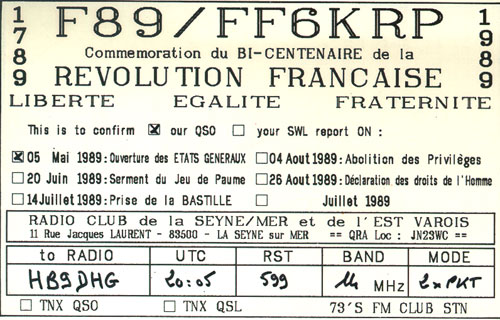 1789 F89/FF6KRP 1989
Commemoration du BI-CENTENAIRE de la
REVOLUTION FRANCAISE
LIBERTE EGALITE FRATERNITE
This is to confirm ☒ our QSO ☐ your SWL report ON :
☒ 05 Mai 1989: Ouverture des ETATS GENERAUX ☐ 04 Aout 1989: Abolition des Privilèges
☐ 20 Juin 1989: Serment du Jeu de Paume ☐ 26 Aout 1989: Déclaration des droits de l'Homme
☐ 14 Juillet 1989: Prise de la BASTILLE ☐ Juillet 1989
RADIO CLUB de la SEYNE/MER et de l'EST VAROIS
11 Rue Jacques LAURENT - 83500 - LA SEYNE sur MER == QRA Loc : JN23WC ==
to RADIO UTC RST BAND MODE
HB9DHG 20:05 599 14 MHz 2xPKT
☐ TNX QSO ☐ TNX QSL 73'S FM CLUB STN